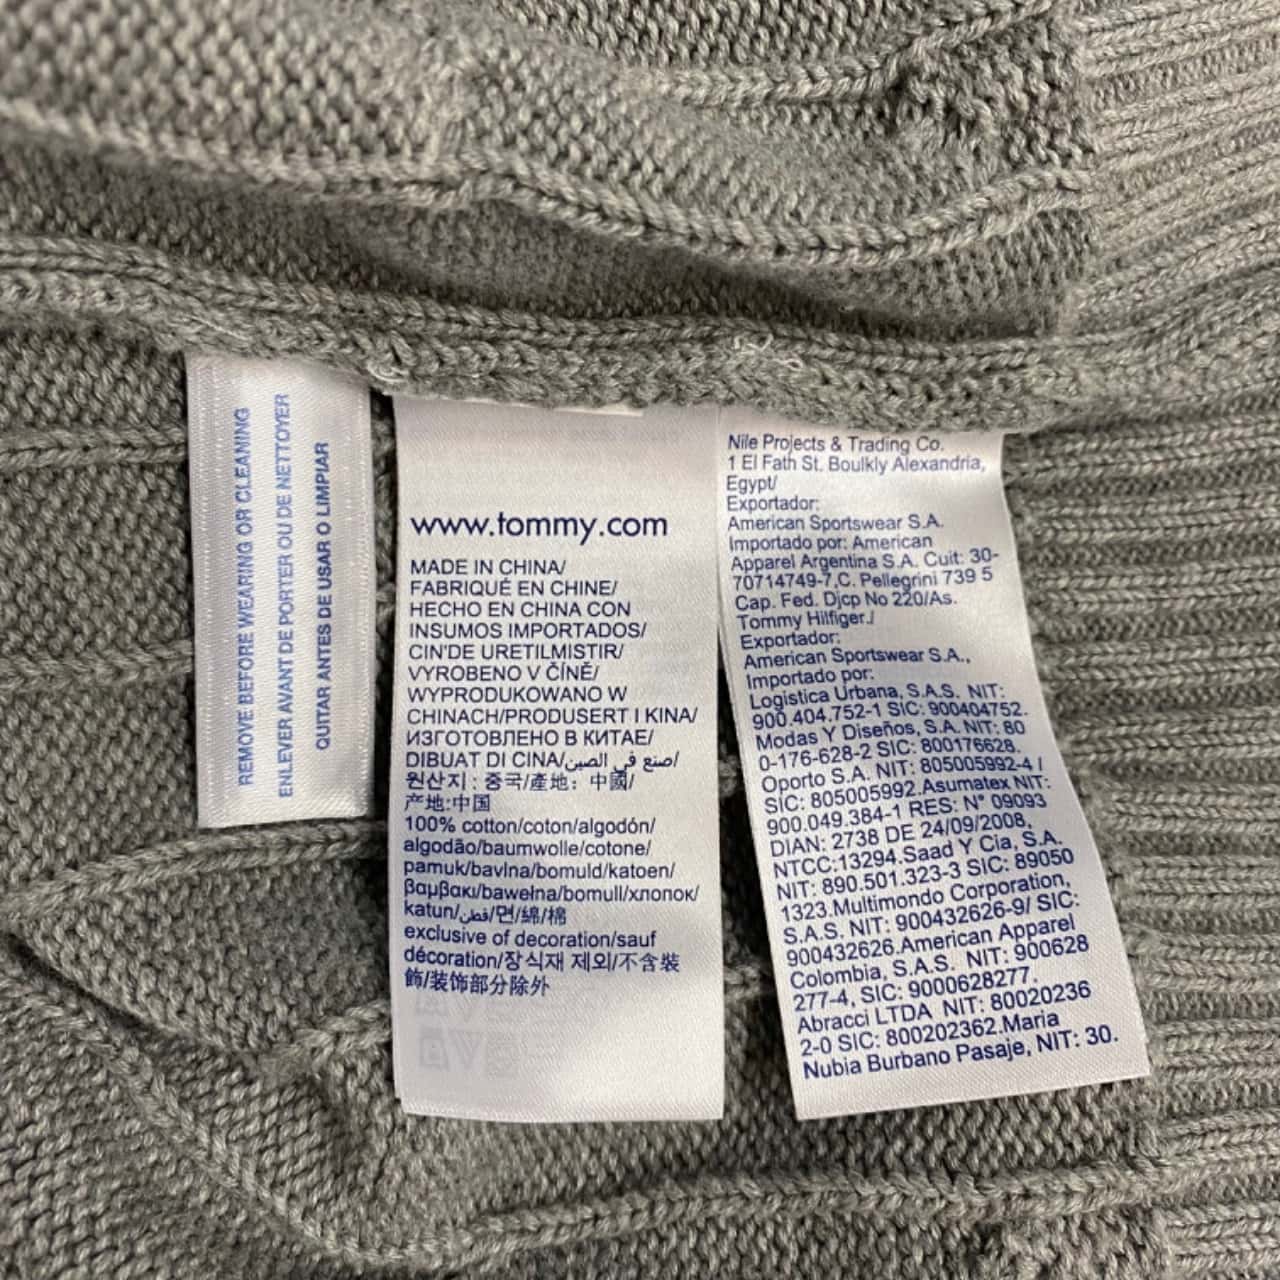 REMOVE BEFORE WEARING OR CLEANING
ENLEVER AVANT DE PORTER OU DE NETTOYER
QUITAR ANTES DE USAR O LIMPIAR
www.tommy.com
MADE IN CHINA/
FABRIQUÉ EN CHINE/
HECHO EN CHINA CON
INSUMOS IMPORTADOS/
CIN'DE URETILMISTIR/
VYROBENO V ČÍNĚ/
WYPRODUKOWANO W
CHINACH/PRODUSERT I KINA/
ИЗГОТОВЛЕНО В КИТАЕ/
DIBUAT DI CINA/صنع في الصين/
원산지 : 중국/產地：中國/
产地:中国
100% cotton/coton/algodón/
algodão/baumwolle/cotone/
pamuk/bavlna/bomuld/katoen/
βαμβακι/bawełna/bomull/хлопок/
katun/قطن/면/綿/棉
exclusive of decoration/sauf
décoration/장식재 제외/不含裝
飾/装饰部分除外
Nile Projects & Trading Co.
1 El Fath St. Boulkly Alexandria,
Egypt/
Exportador:
American Sportswear S.A.
Importado por: American
Apparel Argentina S.A. Cuit: 30-
70714749-7,C. Pellegrini 739 5
Cap. Fed. Djcp No 220/As.
Tommy Hilfiger./
Exportador:
American Sportswear S.A.,
Importado por:
Logistica Urbana, S.A.S. NIT:
900.404.752-1 SIC: 900404752.
Modas Y Diseños, S.A. NIT: 80
0-176-628-2 SIC: 800176628.
Oporto S.A. NIT: 805005992-4 /
SIC: 805005992.Asumatex NIT:
900.049.384-1 RES: N° 09093
DIAN: 2738 DE 24/09/2008.
NTCC:13294.Saad Y Cia, S.A.
NIT: 890.501.323-3 SIC: 89050
1323.Multimondo Corporation,
S.A.S. NIT: 900432626-9/ SIC:
900432626.American Apparel
Colombia, S.A.S. NIT: 900628
277-4, SIC: 9000628277.
Abracci LTDA NIT: 80020236
2-0 SIC: 800202362.Maria
Nubia Burbano Pasaje, NIT: 30.